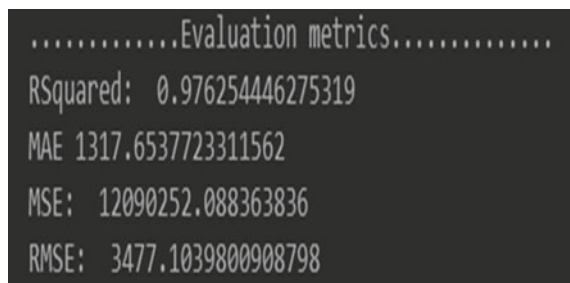 .............Evaluation metrics..............
RSquared:  0.976254446275319
MAE 1317.6537723311562
MSE:  12090252.088363836
RMSE:  3477.1039800908798